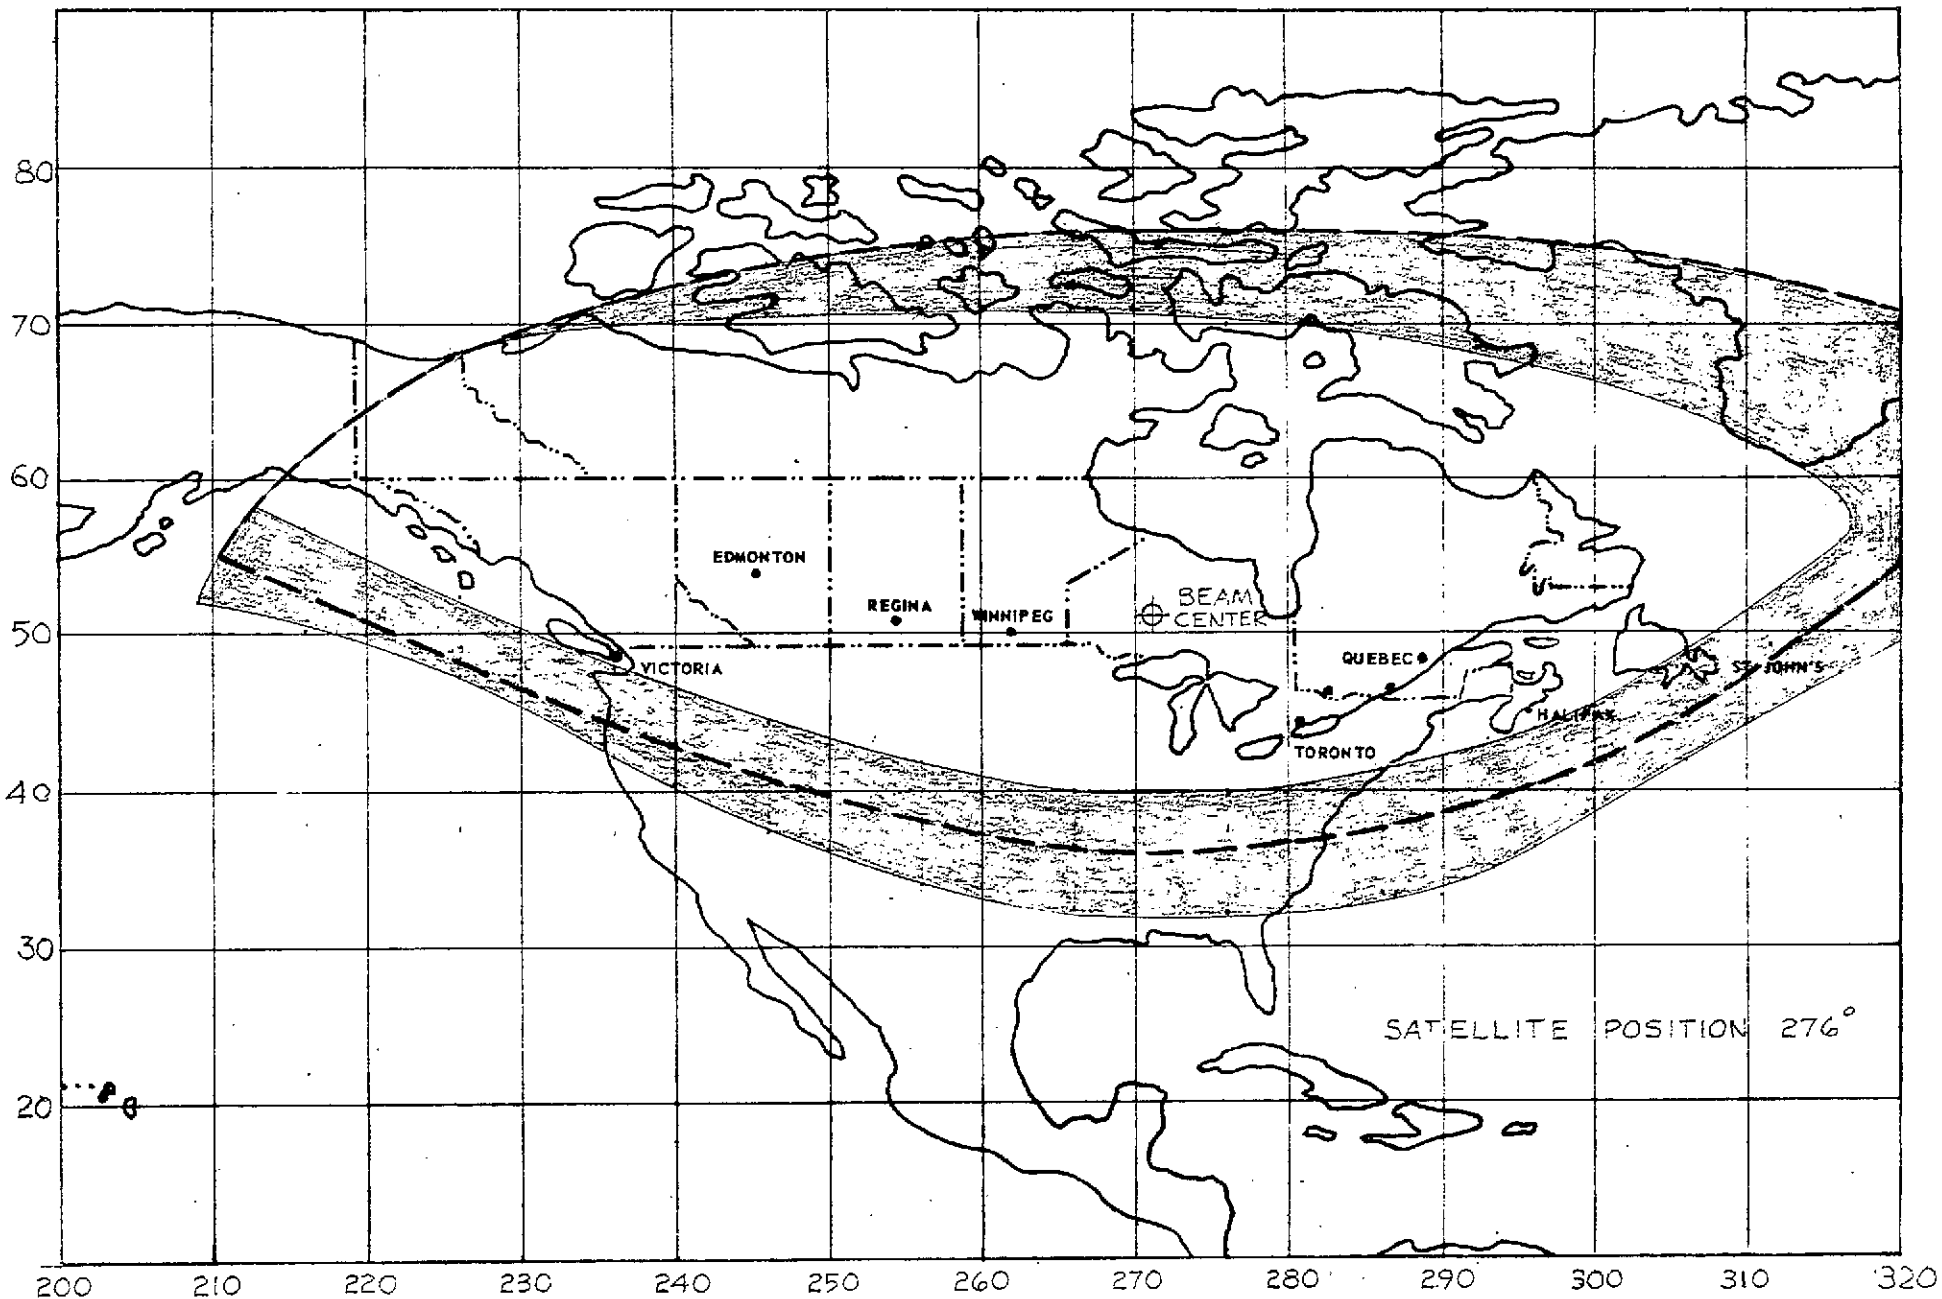 80
70
60
50
40
30
20
EDMONTON
REGINA
WINNIPEG
BEAM
CENTER
VICTORIA
QUEBEC
ST. JOHN'S
HALIFAX
TORONTO
SATELLITE POSITION 276°
200 210 220 230 240 250 260 270 280 290 300 310 320